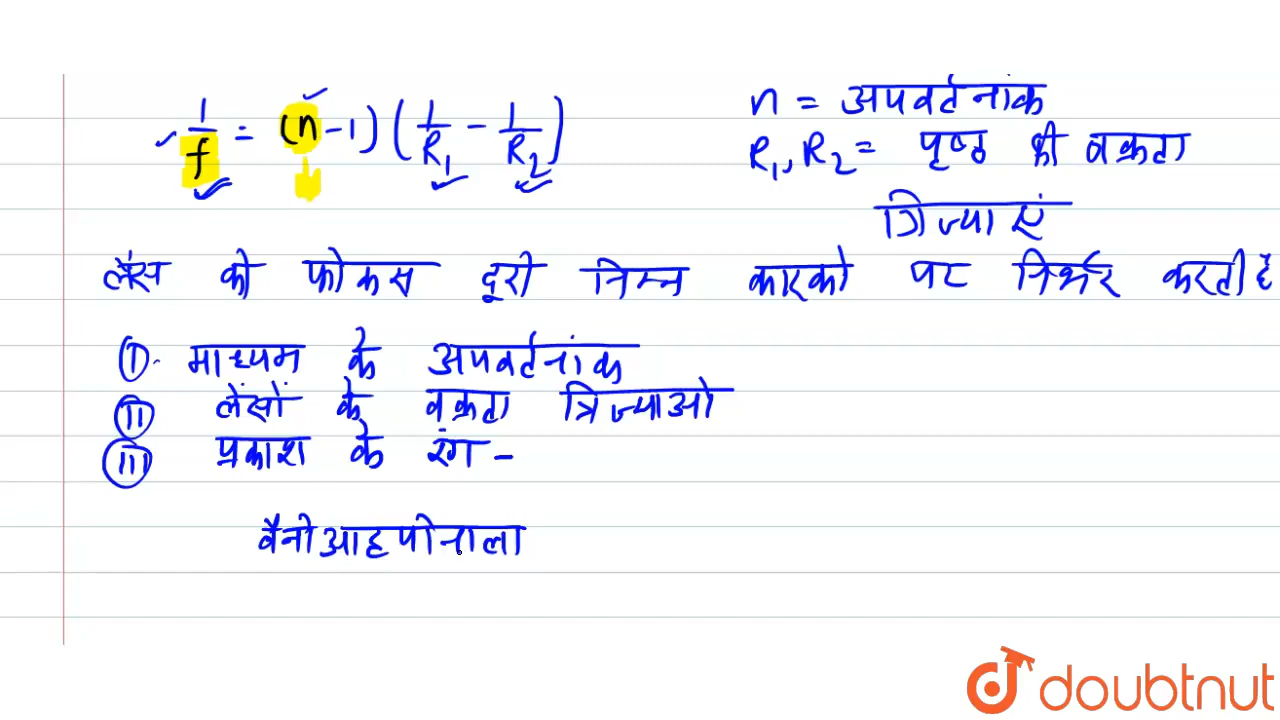 1/f = (n-1) (1/R₁ - 1/R₂)
n = अपवर्तनांक
R₁, R₂ = पृष्ठ की वक्रता
त्रिज्याएं
लेंस की फोकस दूरी निम्न कारको पर निर्भर करती है
(I) माध्यम के अपवर्तनांक
(II) लेंसों के वक्रता त्रिज्याओ
(III) प्रकाश के रंग -
बैनीआहपीनाला
doubtnut